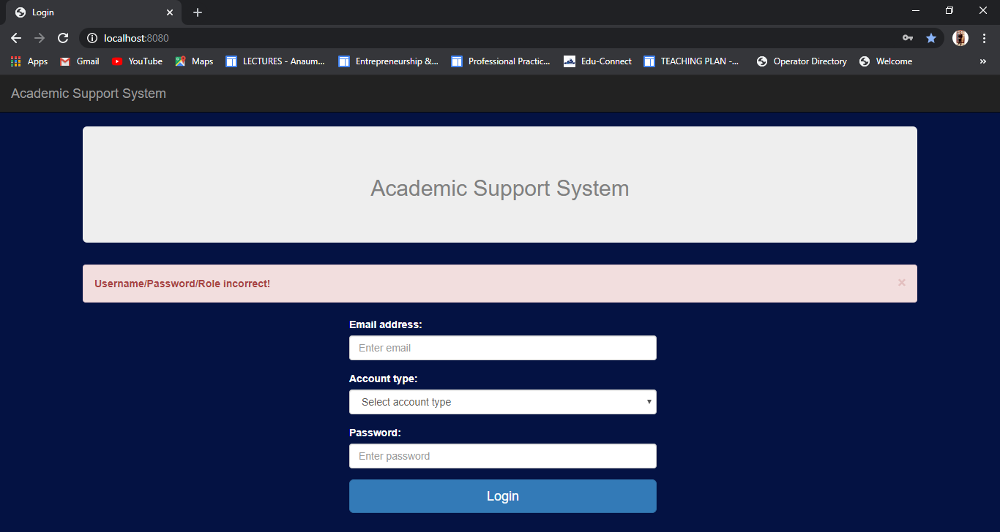 Login
localhost:8080
Apps Gmail YouTube Maps LECTURES - Anaum... Entrepreneurship &... Professional Practic... Edu-Connect TEACHING PLAN -... Operator Directory Welcome »
Academic Support System
Academic Support System
Username/Password/Role incorrect! ×
Email address:
Enter email
Account type:
Select account type
Password:
Enter password
Login